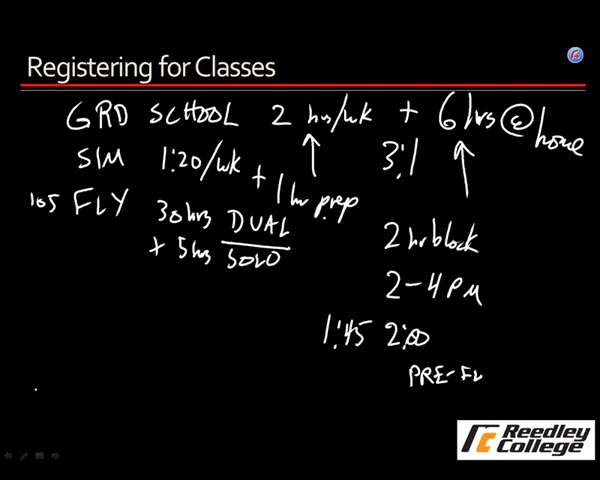 Registering for Classes
GRD SCHOOL 2 hrs/wk + 6 hrs @ home
SIM 1:20/wk + 1 hr prep 3:1
105 FLY 30 hrs DUAL
+ 5 hrs SOLO
2 hr block
2-4 PM
1:45 2:00
PRE-FL
Reedley
College